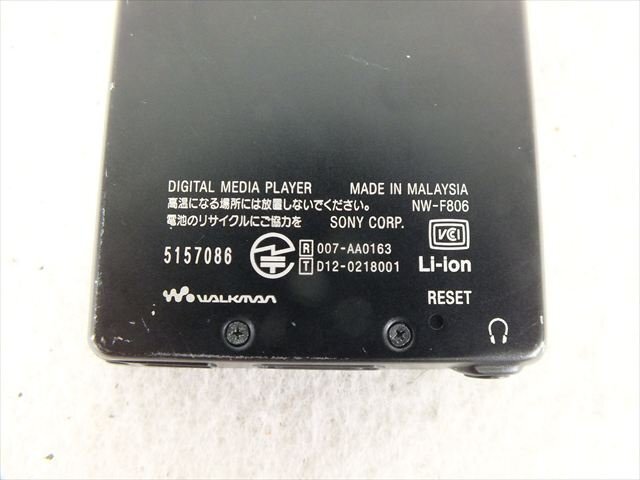 DIGITAL MEDIA PLAYER MADE IN MALAYSIA
高温になる場所には放置しないでください。 NW-F806
電池のリサイクルにご協力を SONY CORP.
VCCI
5157086 R 007-AA0163
T D12-0218001 Li-ion
WALKMAN RESET